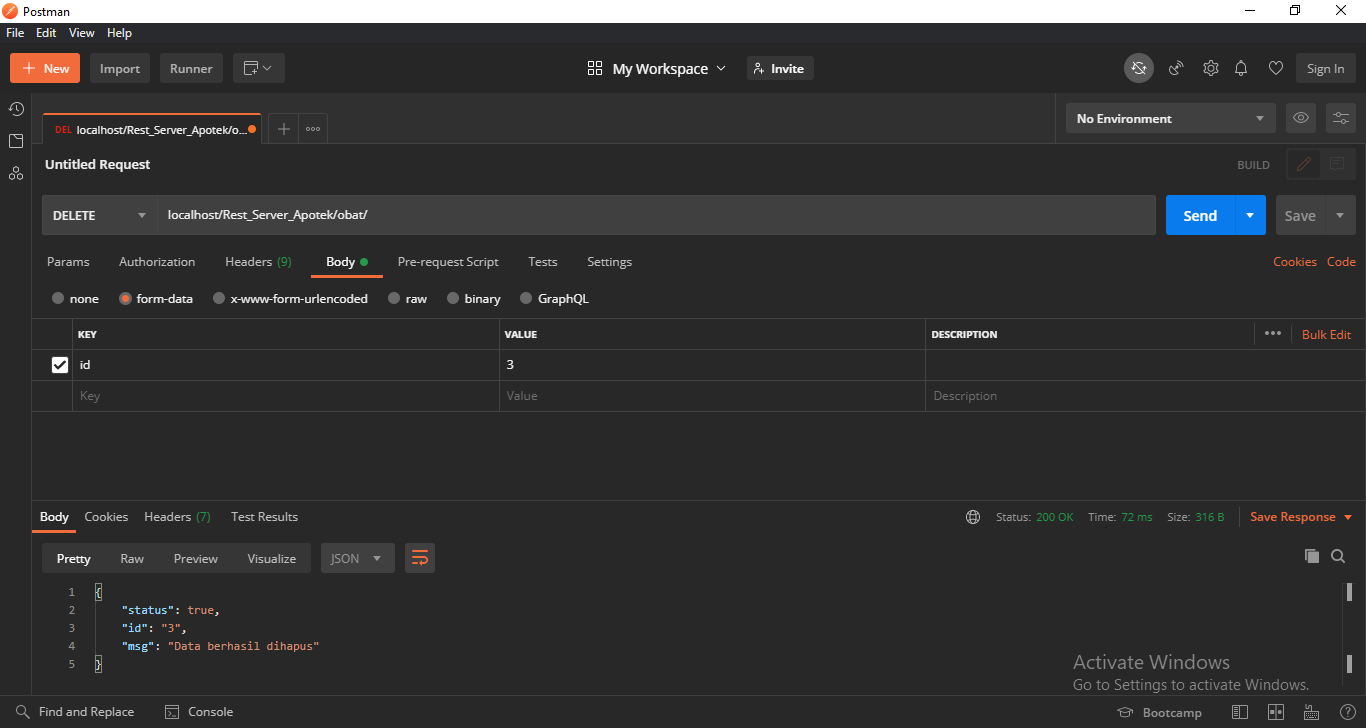 Postman
File Edit View Help
New Import Runner My Workspace Invite Sign In
DEL localhost/Rest_Server_Apotek/o... No Environment
Untitled Request BUILD
DELETE localhost/Rest_Server_Apotek/obat/ Send Save
Params Authorization Headers (9) Body Pre-request Script Tests Settings Cookies Code
none form-data x-www-form-urlencoded raw binary GraphQL
KEY VALUE DESCRIPTION Bulk Edit
id 3
Key Value Description
Body Cookies Headers (7) Test Results Status: 200 OK Time: 72 ms Size: 316 B Save Response
Pretty Raw Preview Visualize JSON
1 {
2 "status": true,
3 "id": "3",
4 "msg": "Data berhasil dihapus"
5 }
Activate Windows
Go to Settings to activate Windows.
Find and Replace Console Bootcamp